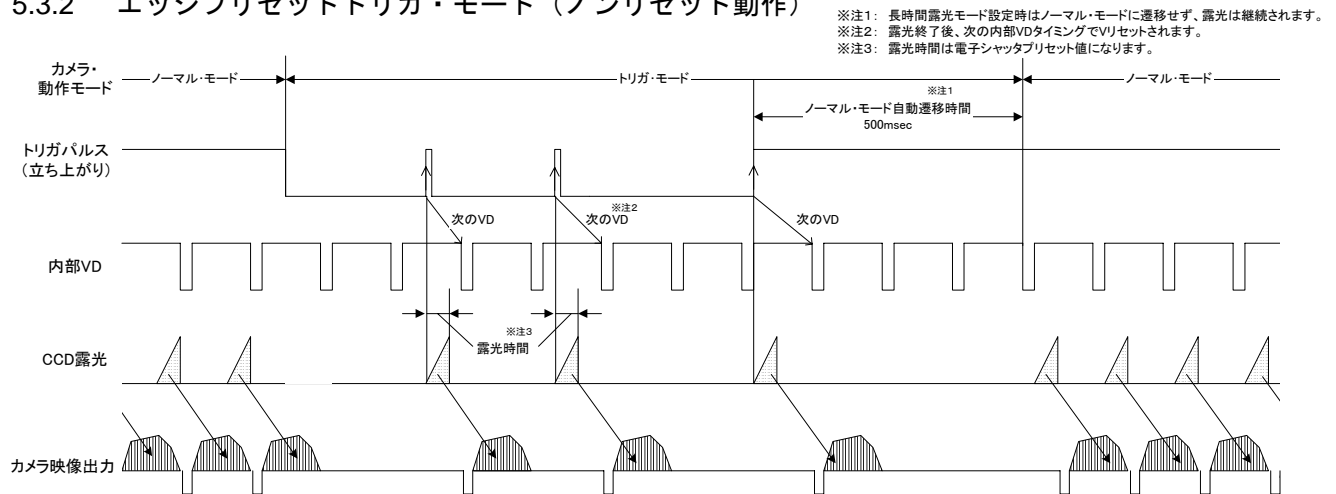 5.3.2 エッジプリセットトリガ・モード（ノンリセット動作）
※注1： 長時間露光モード設定時はノーマル・モードに遷移せず、露光は継続されます。
※注2： 露光終了後、次の内部VDタイミングでVリセットされます。
※注3： 露光時間は電子シャッタプリセット値になります。
カメラ・
動作モード
ノーマル・モード
トリガ・モード
ノーマル・モード
※注1
ノーマル・モード自動遷移時間
500msec
トリガパルス
（立ち上がり）
次のVD
※注2
次のVD
次のVD
内部VD
※注3
露光時間
CCD露光
カメラ映像出力